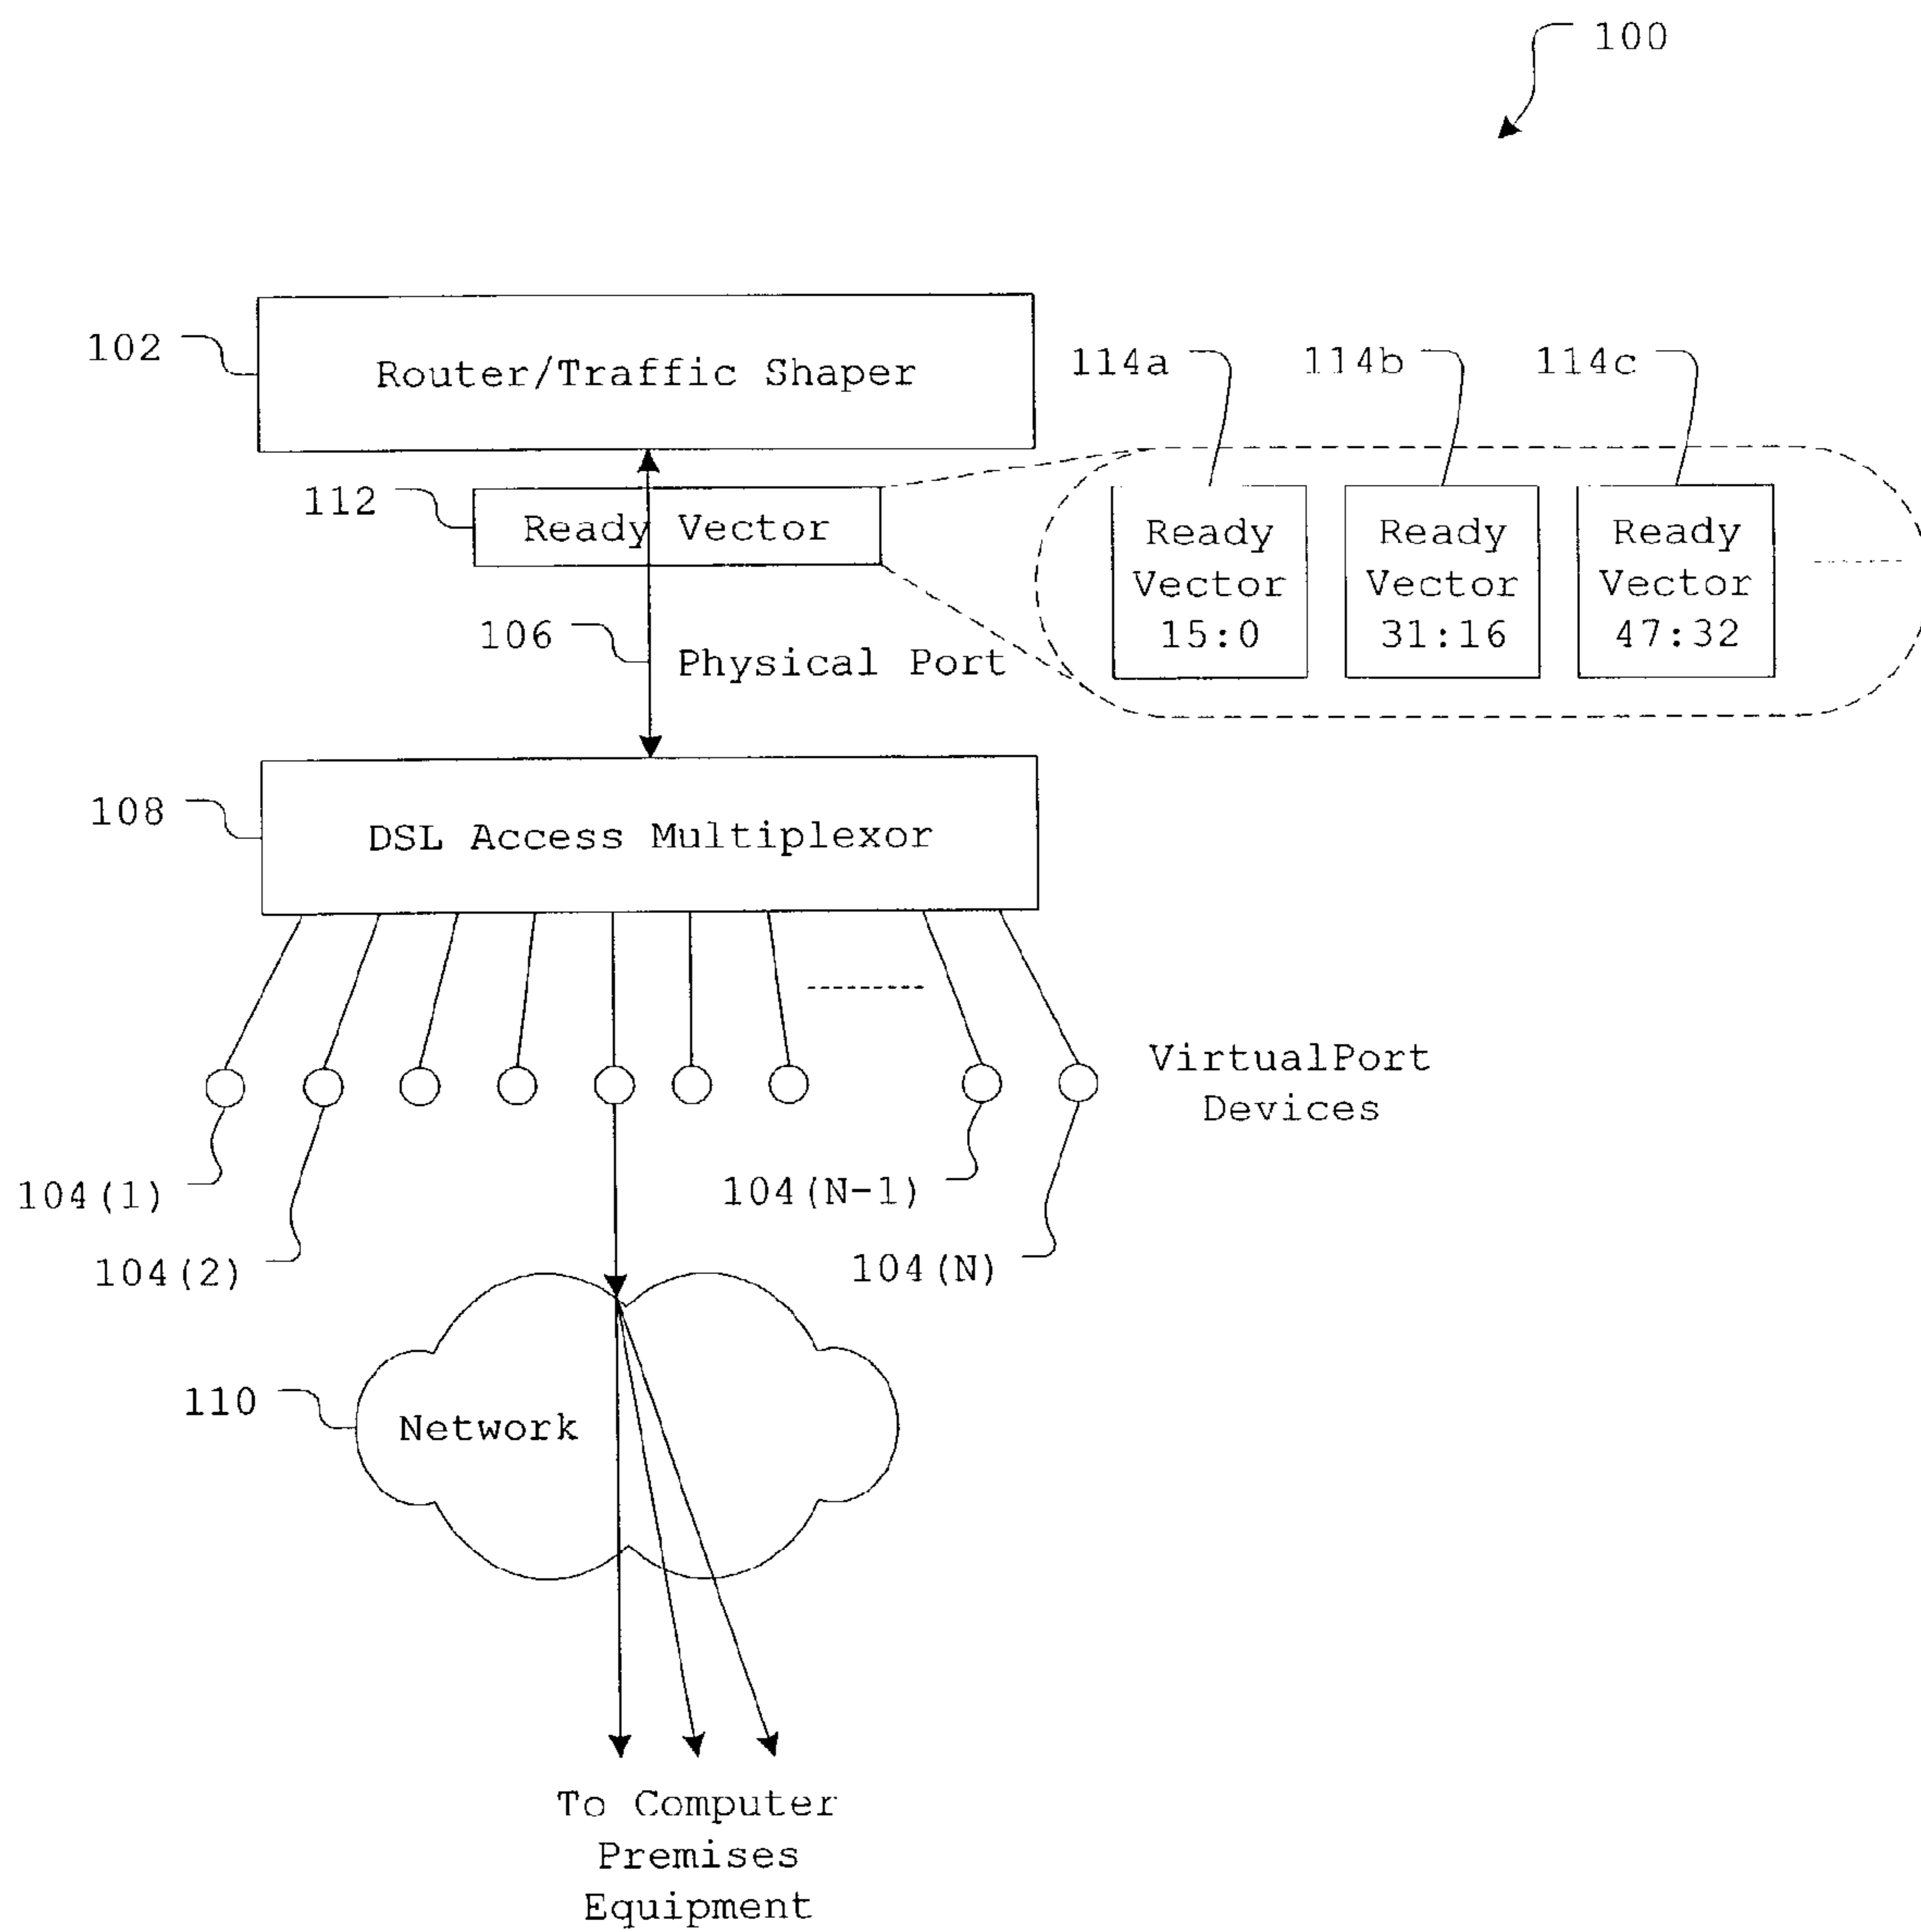 100
102
Router/Traffic Shaper
114a
114b
114c
112
Ready Vector
Ready
Vector
15:0
Ready
Vector
31:16
Ready
Vector
47:32
106
Physical Port
108
DSL Access Multiplexor
VirtualPort
Devices
104(1)
104(2)
104(N-1)
104(N)
110
Network
To Computer
Premises
Equipment